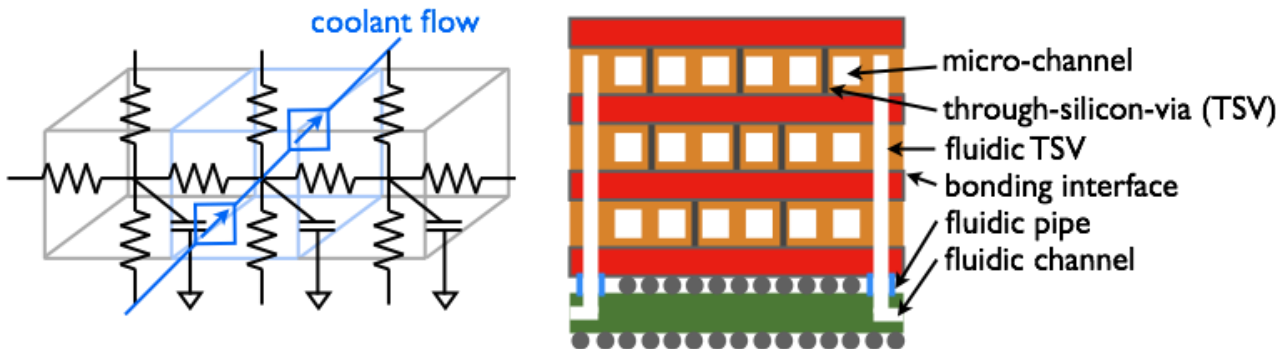 coolant flow
micro-channel
through-silicon-via (TSV)
fluidic TSV
bonding interface
fluidic pipe
fluidic channel